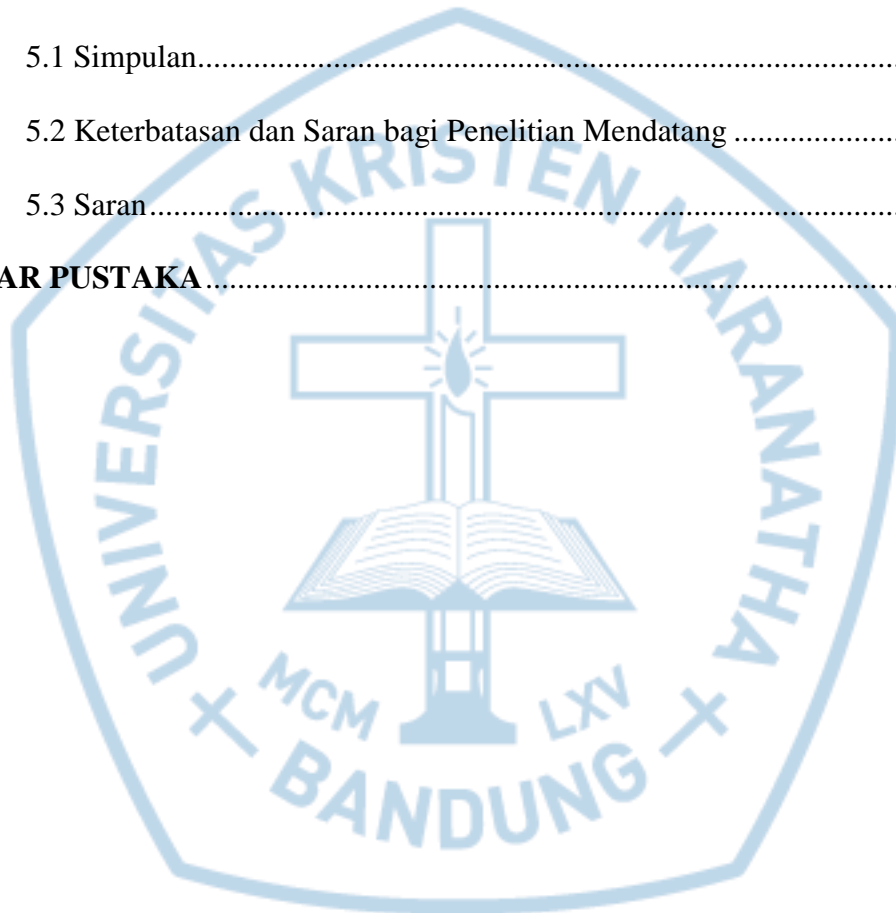 5.1 Simpulan..........................................................................................
5.2 Keterbatasan dan Saran bagi Penelitian Mendatang .....................
5.3 Saran................................................................................................
AR PUSTAKA.........................................................................................
UNIVERSITAS KRISTEN MARANATHA
MCM LXV
BANDUNG